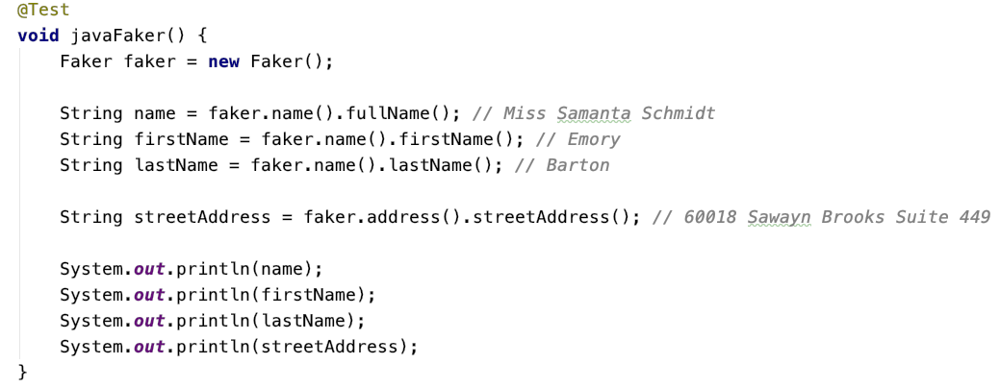 @Test
void javaFaker() {
    Faker faker = new Faker();

    String name = faker.name().fullName(); // Miss Samanta Schmidt
    String firstName = faker.name().firstName(); // Emory
    String lastName = faker.name().lastName(); // Barton

    String streetAddress = faker.address().streetAddress(); // 60018 Sawayn Brooks Suite 449

    System.out.println(name);
    System.out.println(firstName);
    System.out.println(lastName);
    System.out.println(streetAddress);
}